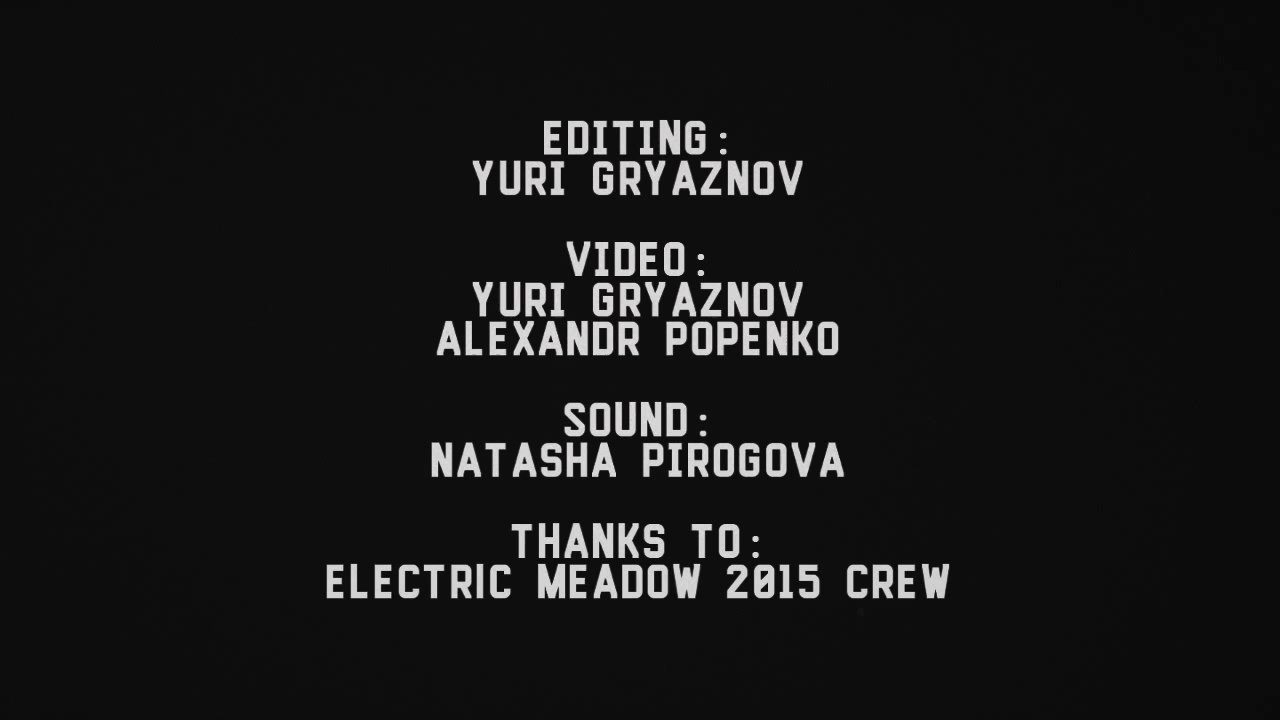 EDITING:
YURI GRYAZNOV
VIDEO:
YURI GRYAZNOV
ALEXANDR POPENKO
SOUND:
NATASHA PIROGOVA
THANKS TO:
ELECTRIC MEADOW 2015 CREW